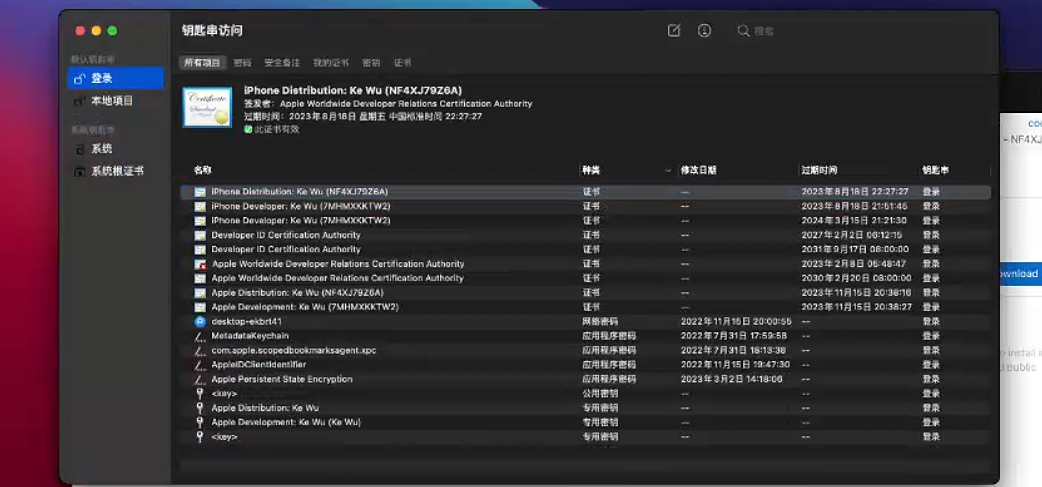 钥匙串访问
搜索
默认钥匙串
登录
本地项目
系统钥匙串
系统
系统根证书
所有项目 密码 安全备注 我的证书 密钥 证书
iPhone Distribution: Ke Wu (NF4XJ79Z6A)
签发者: Apple Worldwide Developer Relations Certification Authority
过期时间: 2023年8月18日 星期五 中国标准时间 22:27:27
此证书有效
名称 种类 修改日期 过期时间 钥匙串
iPhone Distribution: Ke Wu (NF4XJ79Z6A) 证书 -- 2023年8月18日 22:27:27 登录
iPhone Developer: Ke Wu (7MHMXKKTW2) 证书 -- 2023年8月18日 21:51:45 登录
iPhone Developer: Ke Wu (7MHMXKKTW2) 证书 -- 2024年3月15日 21:21:30 登录
Developer ID Certification Authority 证书 -- 2027年2月2日 06:12:15 登录
Developer ID Certification Authority 证书 -- 2031年9月17日 08:00:00 登录
Apple Worldwide Developer Relations Certification Authority 证书 -- 2023年2月8日 05:48:47 登录
Apple Worldwide Developer Relations Certification Authority 证书 -- 2030年2月20日 08:00:00 登录
Apple Distribution: Ke Wu (NF4XJ79Z6A) 证书 -- 2023年11月15日 20:38:16 登录
Apple Development: Ke Wu (7MHMXKKTW2) 证书 -- 2023年11月15日 20:38:27 登录
desktop-ekbrt41 网络密码 2022年11月15日 20:00:55 -- 登录
MetadataKeychain 应用程序密码 2022年7月31日 17:59:58 -- 登录
com.apple.scopedbookmarksagent.xpc 应用程序密码 2022年7月31日 18:13:38 -- 登录
AppleIDClientIdentifier 应用程序密码 2022年11月15日 19:47:30 -- 登录
Apple Persistent State Encryption 应用程序密码 2023年3月2日 14:18:06 -- 登录
<key> 公用密钥 -- -- 登录
Apple Distribution: Ke Wu 专用密钥 -- -- 登录
Apple Development: Ke Wu (Ke Wu) 专用密钥 -- -- 登录
<key> 专用密钥 -- -- 登录
– NF4XJ
ownload
install
public